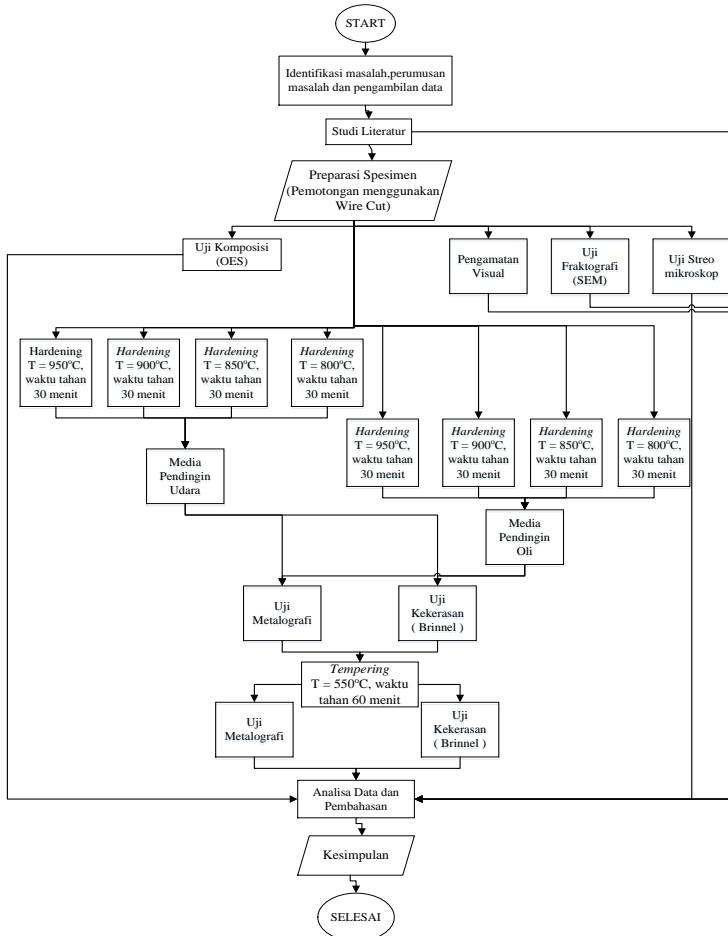 START
Identifikasi masalah,perumusan
masalah dan pengambilan data
Studi Literatur
Preparasi Spesimen
(Pemotongan menggunakan
Wire Cut)
Uji Komposisi
(OES)
Pengamatan
Visual
Uji
Fraktografi
(SEM)
Uji Streo
mikroskop
Hardening
T = 950°C,
waktu tahan
30 menit
Hardening
T = 900°C,
waktu tahan
30 menit
Hardening
T = 850°C,
waktu tahan
30 menit
Hardening
T = 800°C,
waktu tahan
30 menit
Hardening
T = 950°C,
waktu tahan
30 menit
Hardening
T = 900°C,
waktu tahan
30 menit
Hardening
T = 850°C,
waktu tahan
30 menit
Hardening
T = 800°C,
waktu tahan
30 menit
Media
Pendingin
Udara
Media
Pendingin
Oli
Uji
Metalografi
Uji
Kekerasan
( Brinnel )
Tempering
T = 550°C, waktu
tahan 60 menit
Uji
Metalografi
Uji
Kekerasan
( Brinnel )
Analisa Data dan
Pembahasan
Kesimpulan
SELESAI